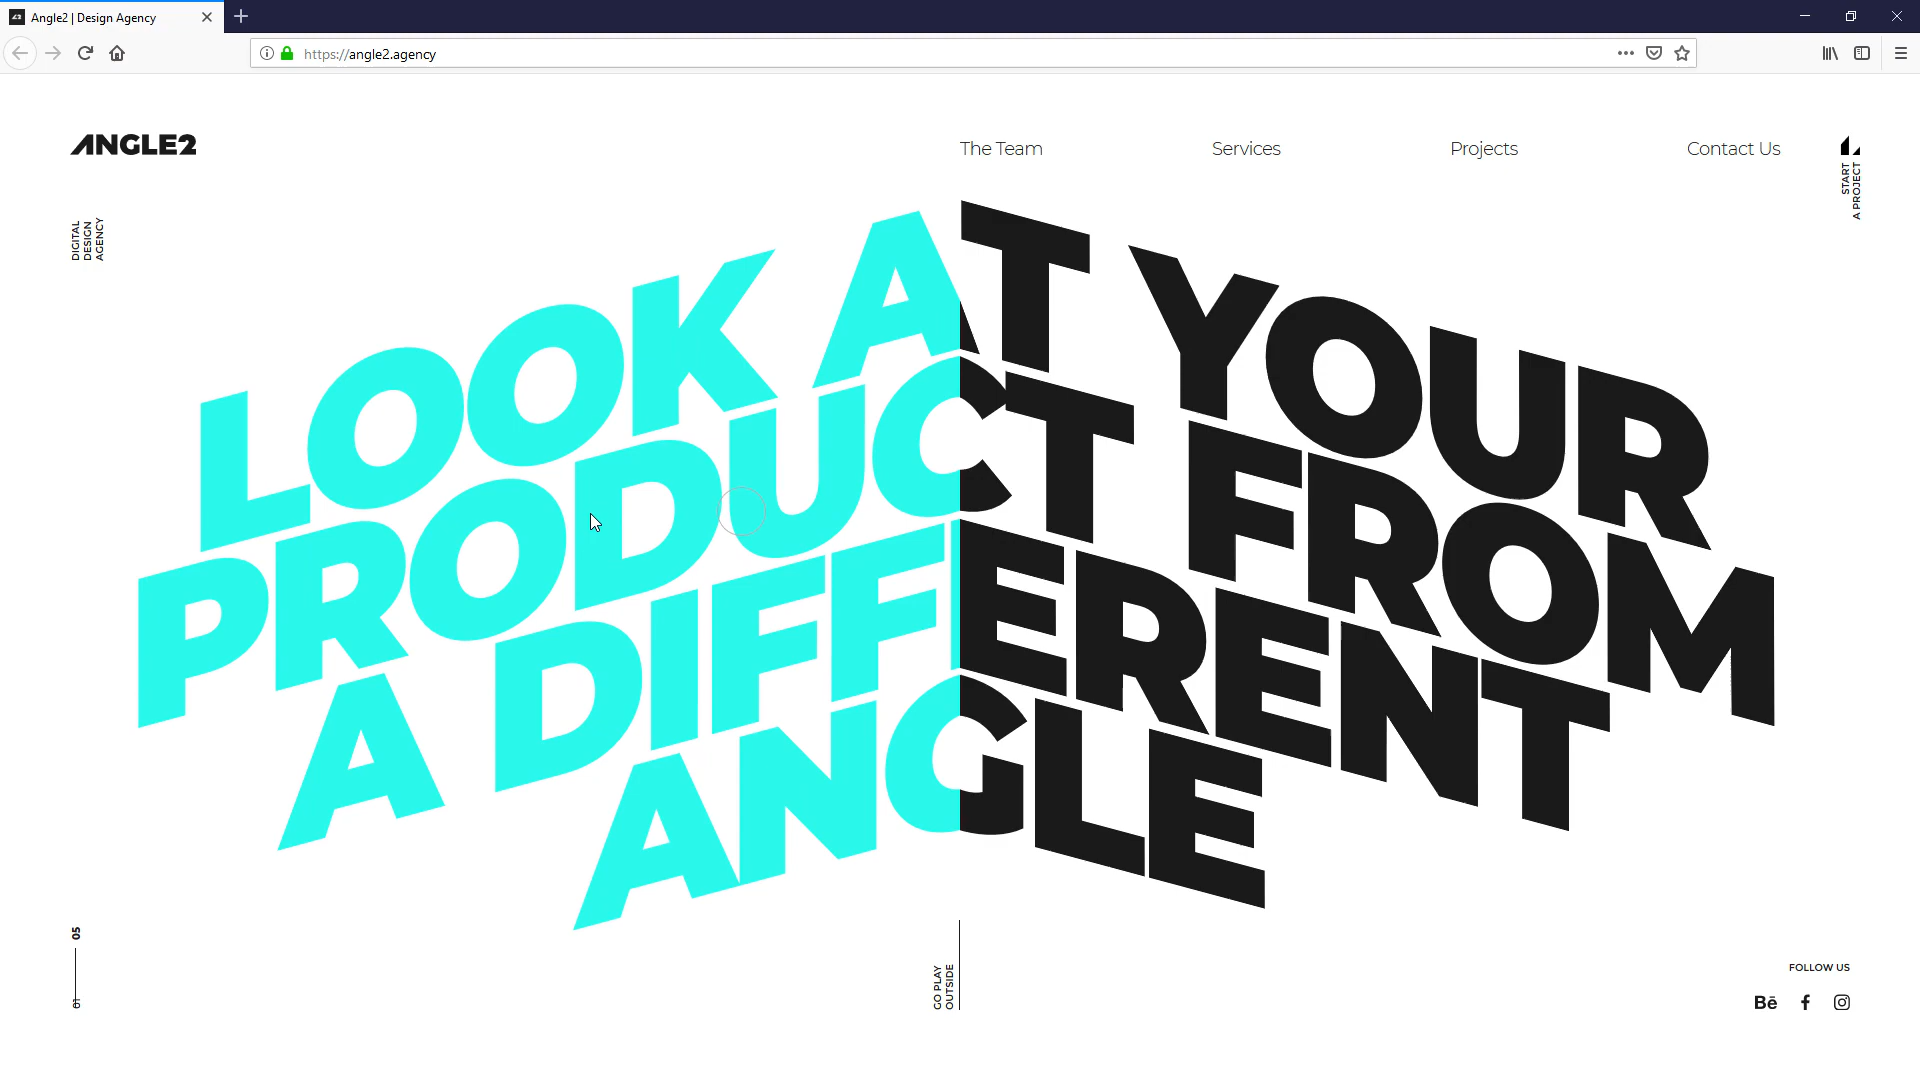 Angle2 | Design Agency
https://angle2.agency
ANGLE2
The Team
Services
Projects
Contact Us
START
A PROJECT
DIGITAL
DESIGN
AGENCY
LOOK AT YOUR
PRODUCT FROM
A DIFFERENT
ANGLE
05
01
GO PLAY
OUTSIDE
FOLLOW US
Bē